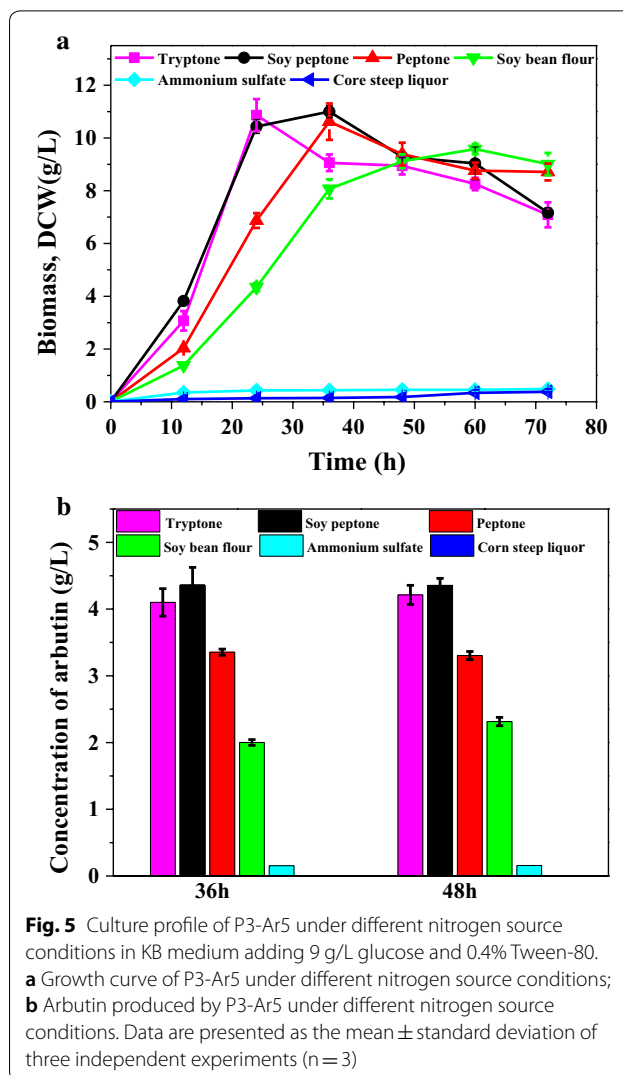 a
Tryptone Soy peptone Peptone Soy bean flour
Ammonium sulfate Core steep liquor
12
10
8
6
4
2
0
Biomass, DCW(g/L)
0 10 20 30 40 50 60 70 80
Time (h)
b
Tryptone Soy peptone Peptone
Soy bean flour Ammonium sulfate Corn steep liquor
5
4
3
2
1
0
Concentration of arbutin (g/L)
36h 48h
Fig. 5 Culture profile of P3-Ar5 under different nitrogen source
conditions in KB medium adding 9 g/L glucose and 0.4% Tween-80.
a Growth curve of P3-Ar5 under different nitrogen source conditions;
b Arbutin produced by P3-Ar5 under different nitrogen source
conditions. Data are presented as the mean ± standard deviation of
three independent experiments (n = 3)